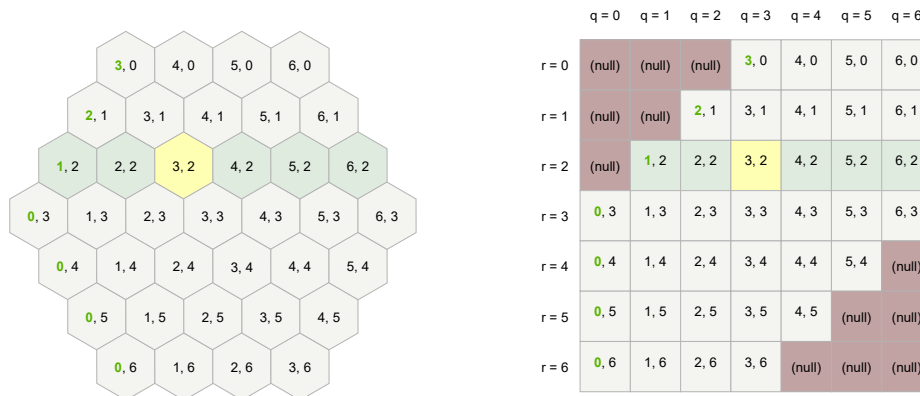 3, 0 4, 0 5, 0 6, 0
2, 1 3, 1 4, 1 5, 1 6, 1
1, 2 2, 2 3, 2 4, 2 5, 2 6, 2
0, 3 1, 3 2, 3 3, 3 4, 3 5, 3 6, 3
0, 4 1, 4 2, 4 3, 4 4, 4 5, 4
0, 5 1, 5 2, 5 3, 5 4, 5
0, 6 1, 6 2, 6 3, 6
q = 0 q = 1 q = 2 q = 3 q = 4 q = 5 q = 6
r = 0 (null) (null) (null) 3, 0 4, 0 5, 0 6, 0
r = 1 (null) (null) 2, 1 3, 1 4, 1 5, 1 6, 1
r = 2 (null) 1, 2 2, 2 3, 2 4, 2 5, 2 6, 2
r = 3 0, 3 1, 3 2, 3 3, 3 4, 3 5, 3 6, 3
r = 4 0, 4 1, 4 2, 4 3, 4 4, 4 5, 4 (null)
r = 5 0, 5 1, 5 2, 5 3, 5 4, 5 (null) (null)
r = 6 0, 6 1, 6 2, 6 3, 6 (null) (null) (null)